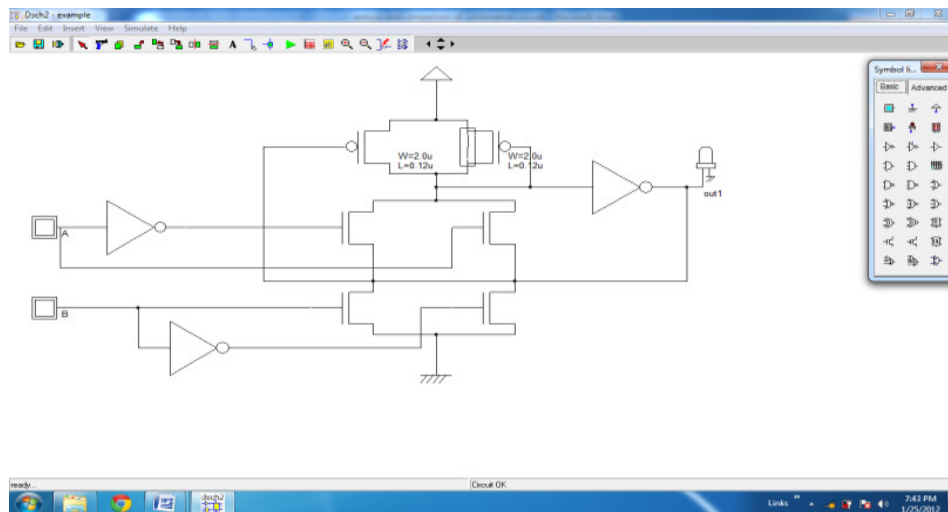 Dsch2 - example
File Edit Insert View Simulate Help
A
Symbol li...
Basic Advanced
W=2.0u
L=0.12u
W=2.0u
L=0.12u
out1
A
B
ready...
Circuit OK
dsch2
Links
7:43 PM
1/25/2012